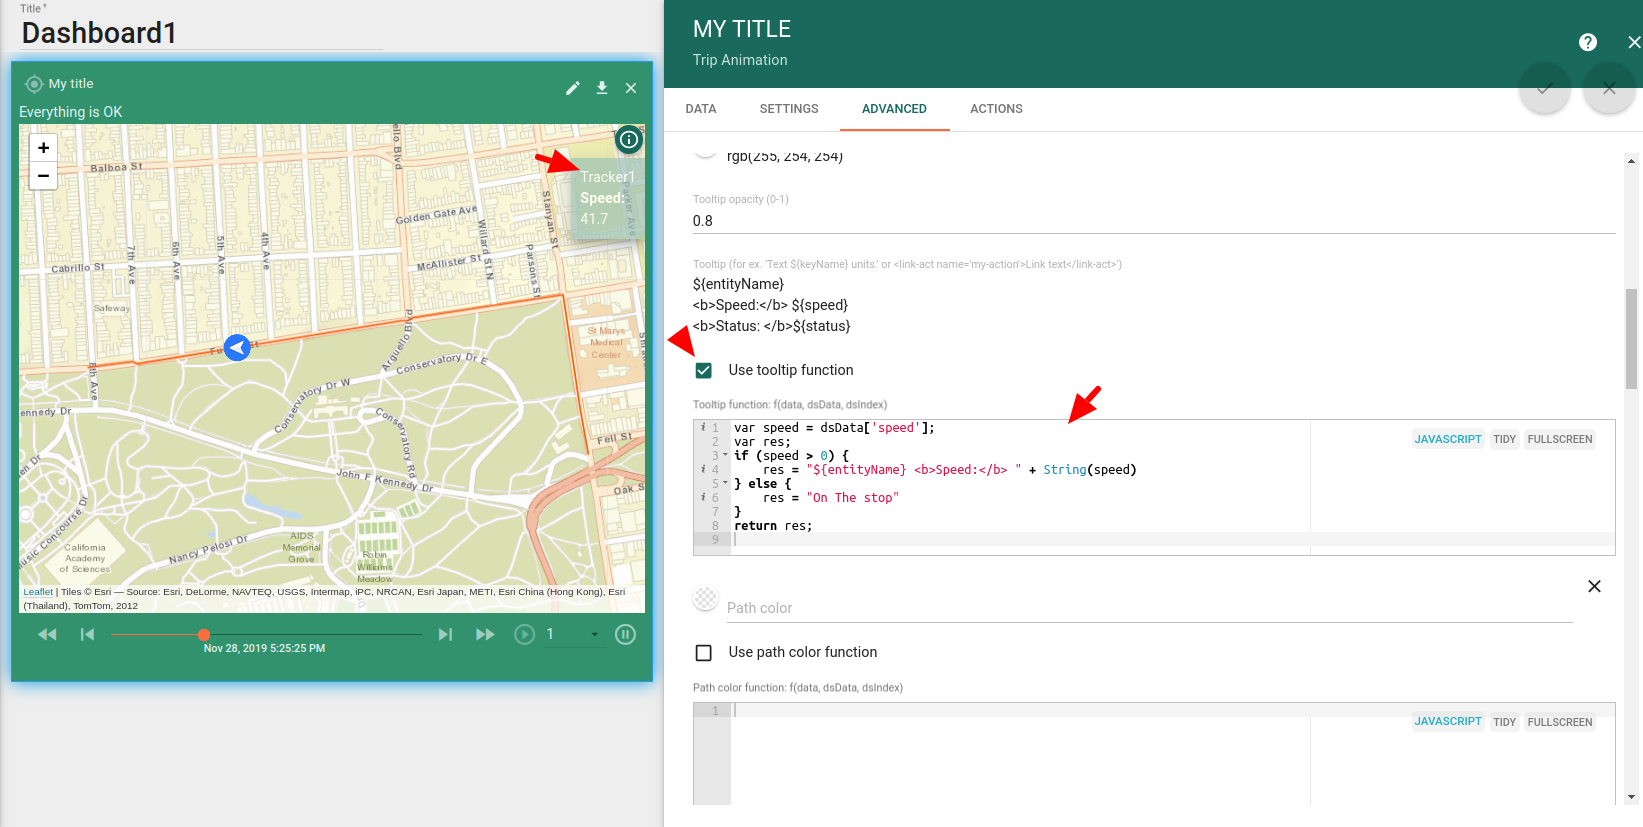 Title *
Dashboard1
My title
Everything is OK
+
−
Balboa St
Tracker1
Speed:
41.7
Golden Gate Ave
Stanyan St
Willard St N
Parsons St
McAllister St
7th Ave
6th Ave
5th Ave
4th Ave
Cabrillo St
Safeway
St Marys
Medical
Center
Arguello Blvd
Conservatory Dr E
Conservatory Dr W
8th Ave
Conservatory Rd
Fell St
John F Kennedy Dr
Oak S
Nancy Pelosi Dr
AIDS
Memorial
Grove
Robin
Williams
Meadow
California
Academy
of Sciences
Leaflet | Tiles © Esri — Source: Esri, DeLorme, NAVTEQ, USGS, Intermap, iPC, NRCAN, Esri Japan, METI, Esri China (Hong Kong), Esri
(Thailand), TomTom, 2012
1
Nov 28, 2019 5:25:25 PM
MY TITLE
Trip Animation
DATA SETTINGS ADVANCED ACTIONS
rgb(255, 254, 254)
Tooltip opacity (0-1)
0.8
Tooltip (for ex. 'Text ${keyName} units.' or <link-act name='my-action'>Link text</link-act>')
${entityName}
<b>Speed:</b> ${speed}
<b>Status: </b>${status}
Use tooltip function
Tooltip function: f(data, dsData, dsIndex)
JAVASCRIPT TIDY FULLSCREEN
1 var speed = dsData['speed'];
2 var res;
3 if (speed > 0) {
4 res = "${entityName} <b>Speed:</b> " + String(speed)
5 } else {
6 res = "On The stop"
7 }
8 return res;
9
Path color
Use path color function
Path color function: f(data, dsData, dsIndex)
1
JAVASCRIPT TIDY FULLSCREEN